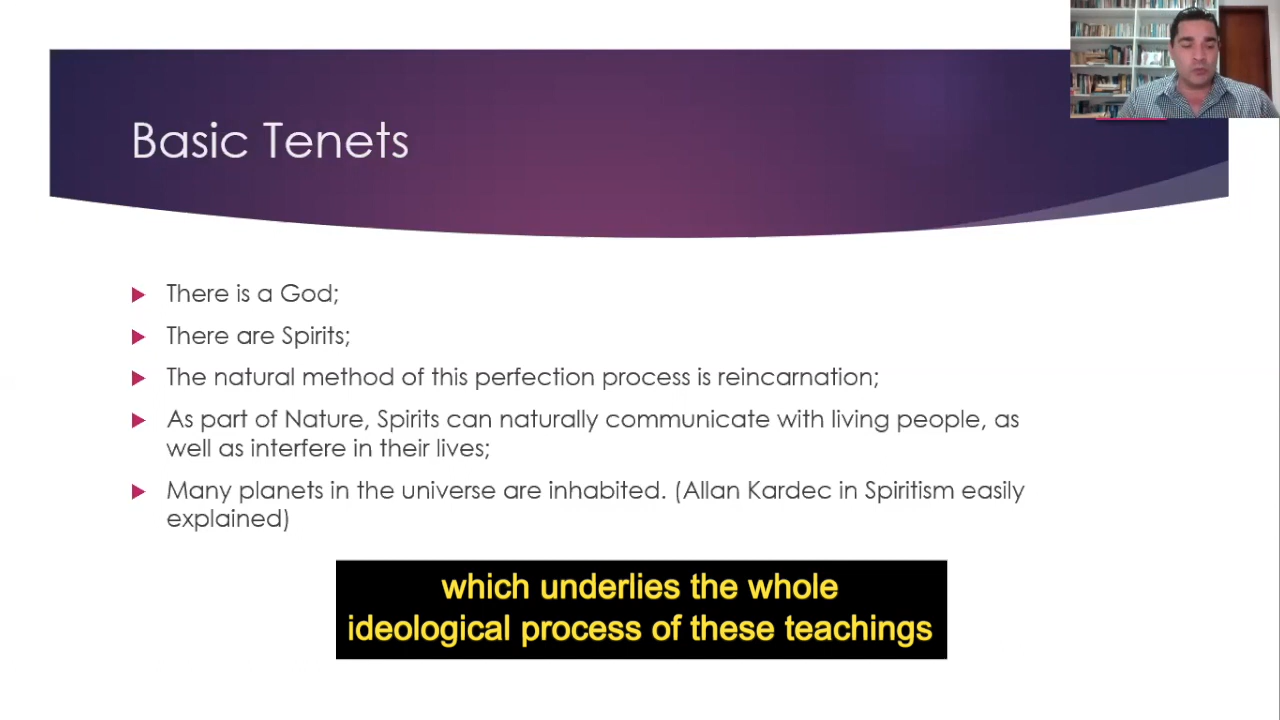 Basic Tenets
There is a God;
There are Spirits;
The natural method of this perfection process is reincarnation;
As part of Nature, Spirits can naturally communicate with living people, as
well as interfere in their lives;
Many planets in the universe are inhabited. (Allan Kardec in Spiritism easily
explained)
which underlies the whole
ideological process of these teachings